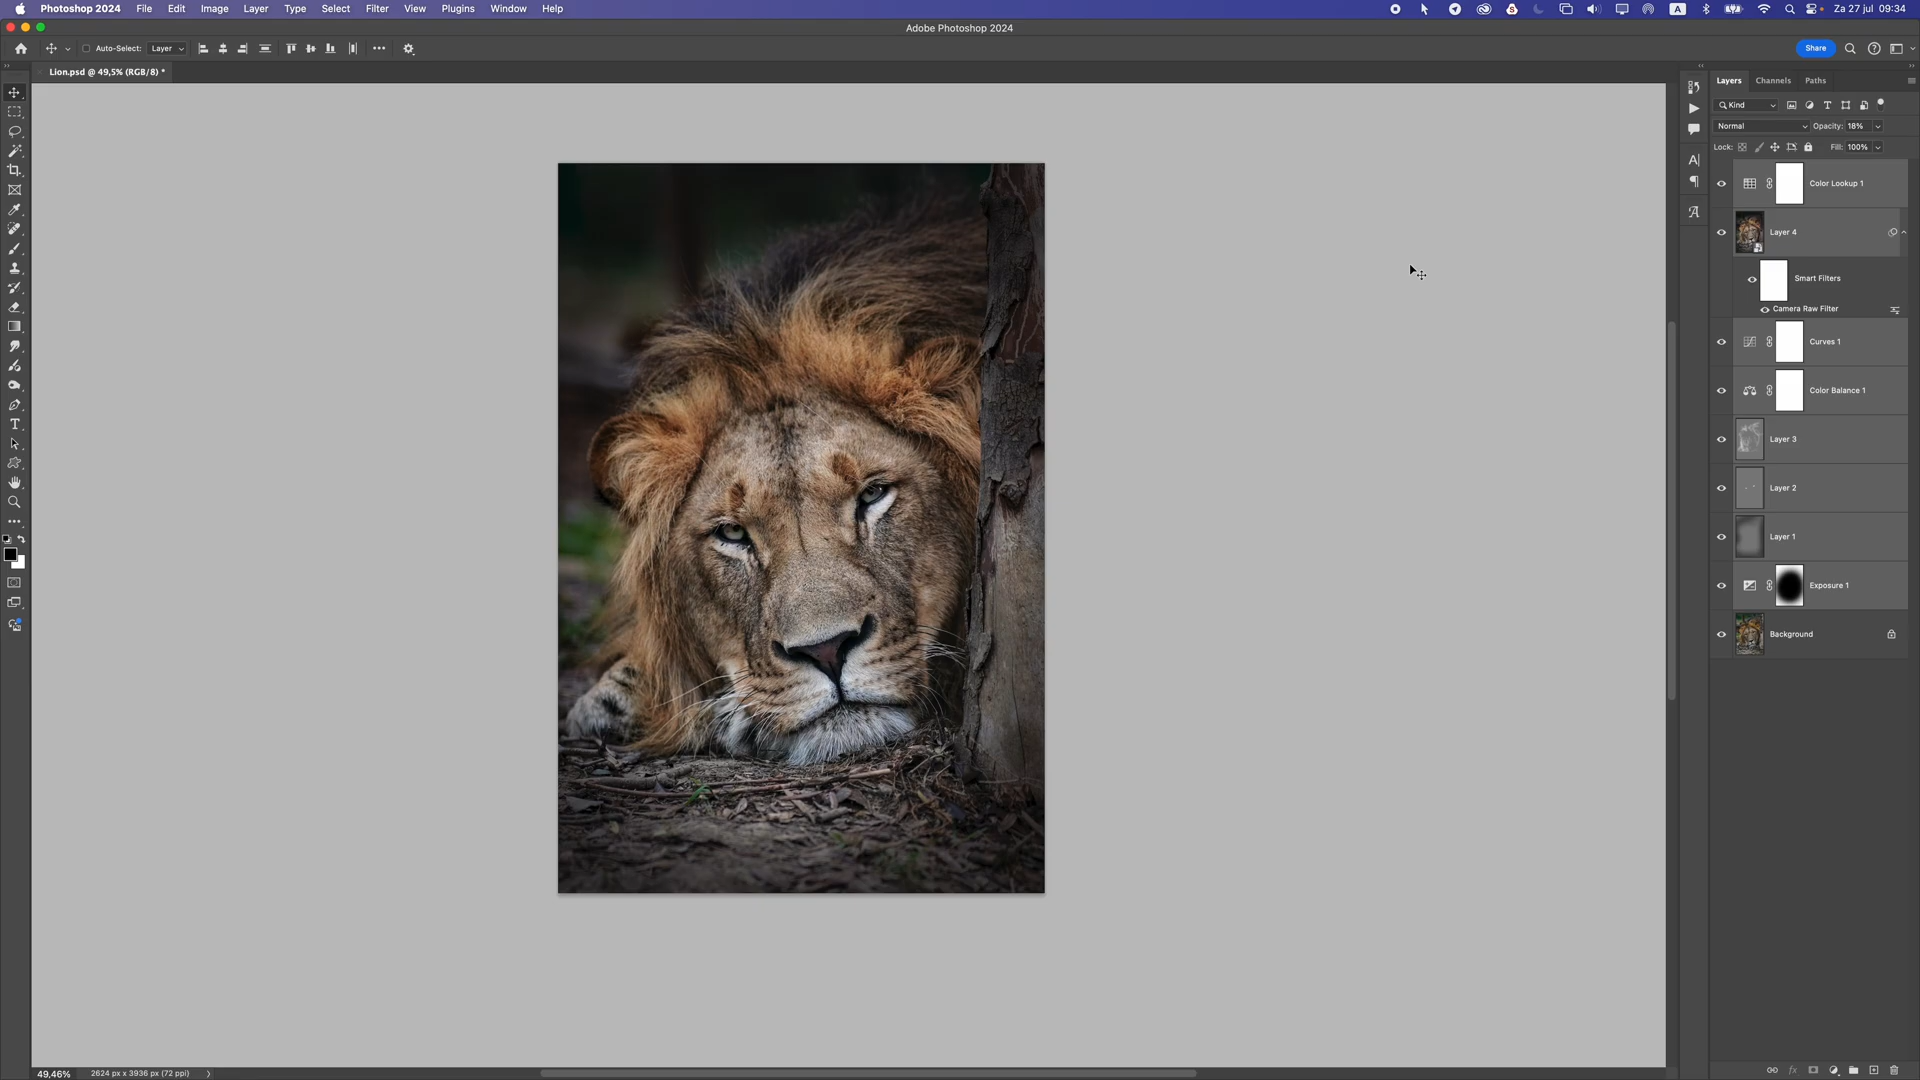 Photoshop 2024 File Edit Image Layer Type Select Filter View Plugins Window Help A Za 27 jul 09:34
Adobe Photoshop 2024
Auto-Select: Layer Share
Lion.psd @ 49,5% (RGB/8) *
Layers Channels Paths
Kind
Normal Opacity: 18%
Lock: Fill: 100%
Color Lookup 1
Layer 4
Smart Filters
Camera Raw Filter
Curves 1
Color Balance 1
Layer 3
Layer 2
Layer 1
Exposure 1
Background
49,46% 2624 px x 3936 px (72 ppi)